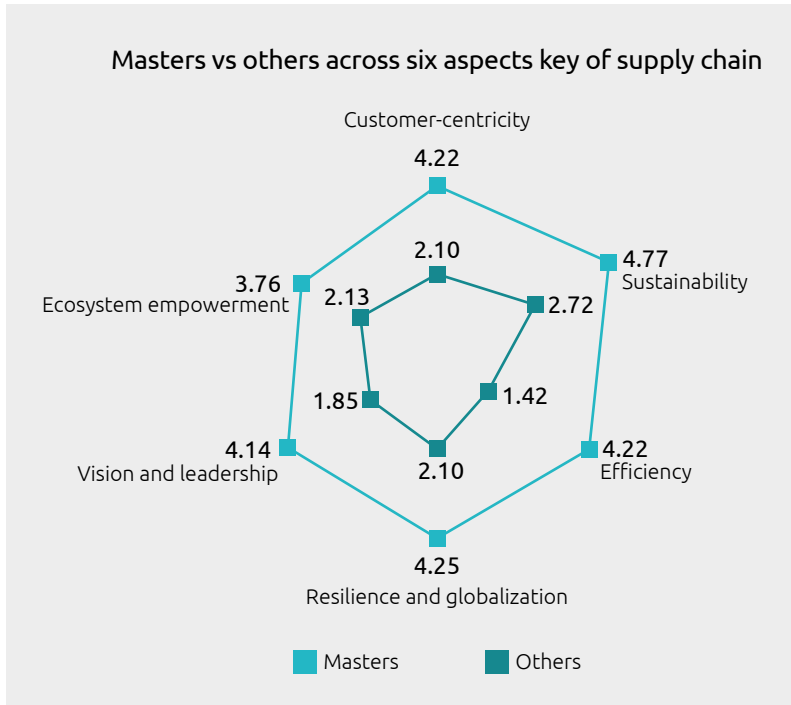 Masters vs others across six aspects key of supply chain
Customer-centricity
4.22
2.10
4.77
Sustainability
3.76
Ecosystem empowerment
2.13
2.72
1.85
1.42
4.14
Vision and leadership
4.22
Efficiency
2.10
4.25
Resilience and globalization
Masters
Others